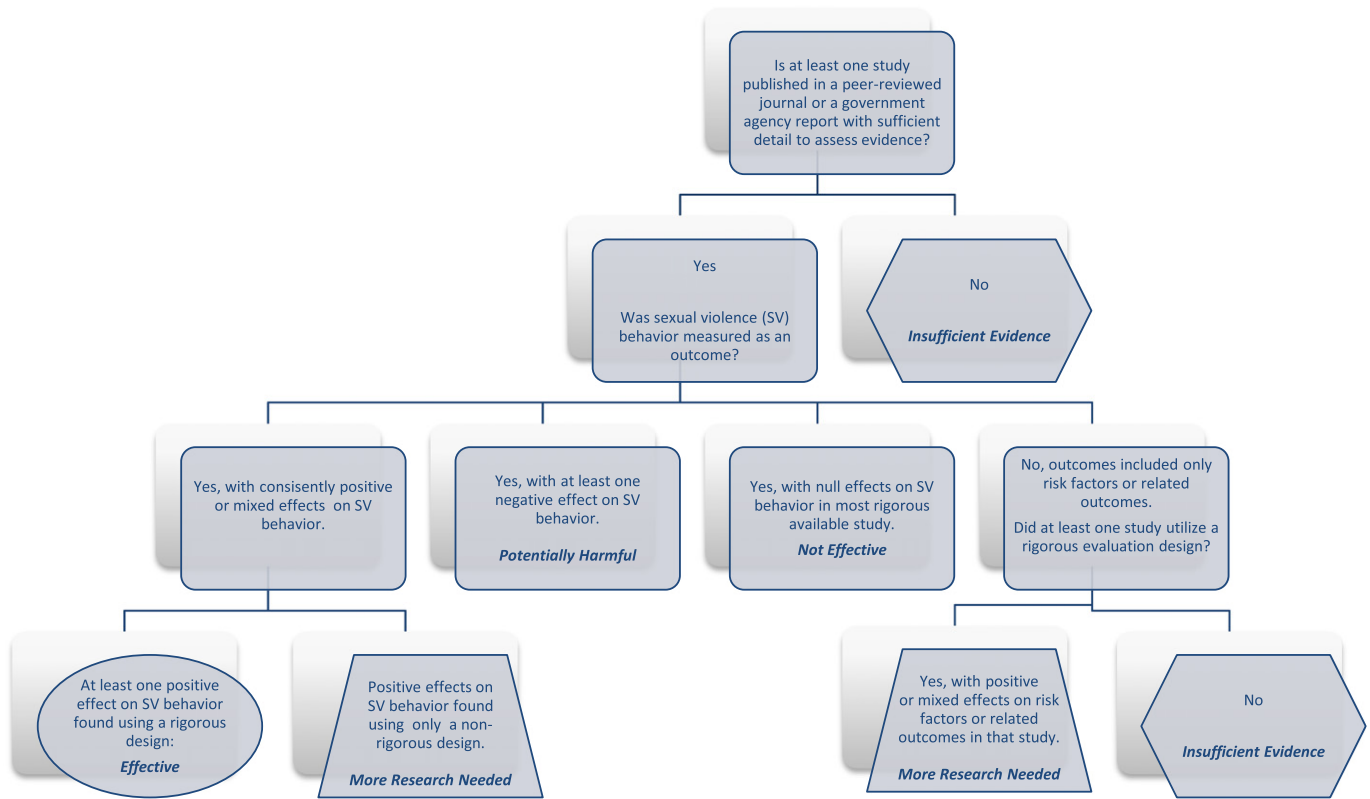 Is at least one study
published in a peer-reviewed
journal or a government
agency report with sufficient
detail to assess evidence?
Yes
Was sexual violence (SV)
behavior measured as an
outcome?
No
Insufficient Evidence
Yes, with consisently positive
or mixed effects on SV
behavior.
Yes, with at least one
negative effect on SV
behavior.
Potentially Harmful
Yes, with null effects on SV
behavior in most rigorous
available study.
Not Effective
No, outcomes included only
risk factors or related
outcomes.
Did at least one study utilize a
rigorous evaluation design?
At least one positive
effect on SV behavior
found using a rigorous
design:
Effective
Positive effects on
SV behavior found
using only a non-
rigorous design.
More Research Needed
Yes, with positive
or mixed effects on risk
factors or related
outcomes in that study.
More Research Needed
No
Insufficient Evidence